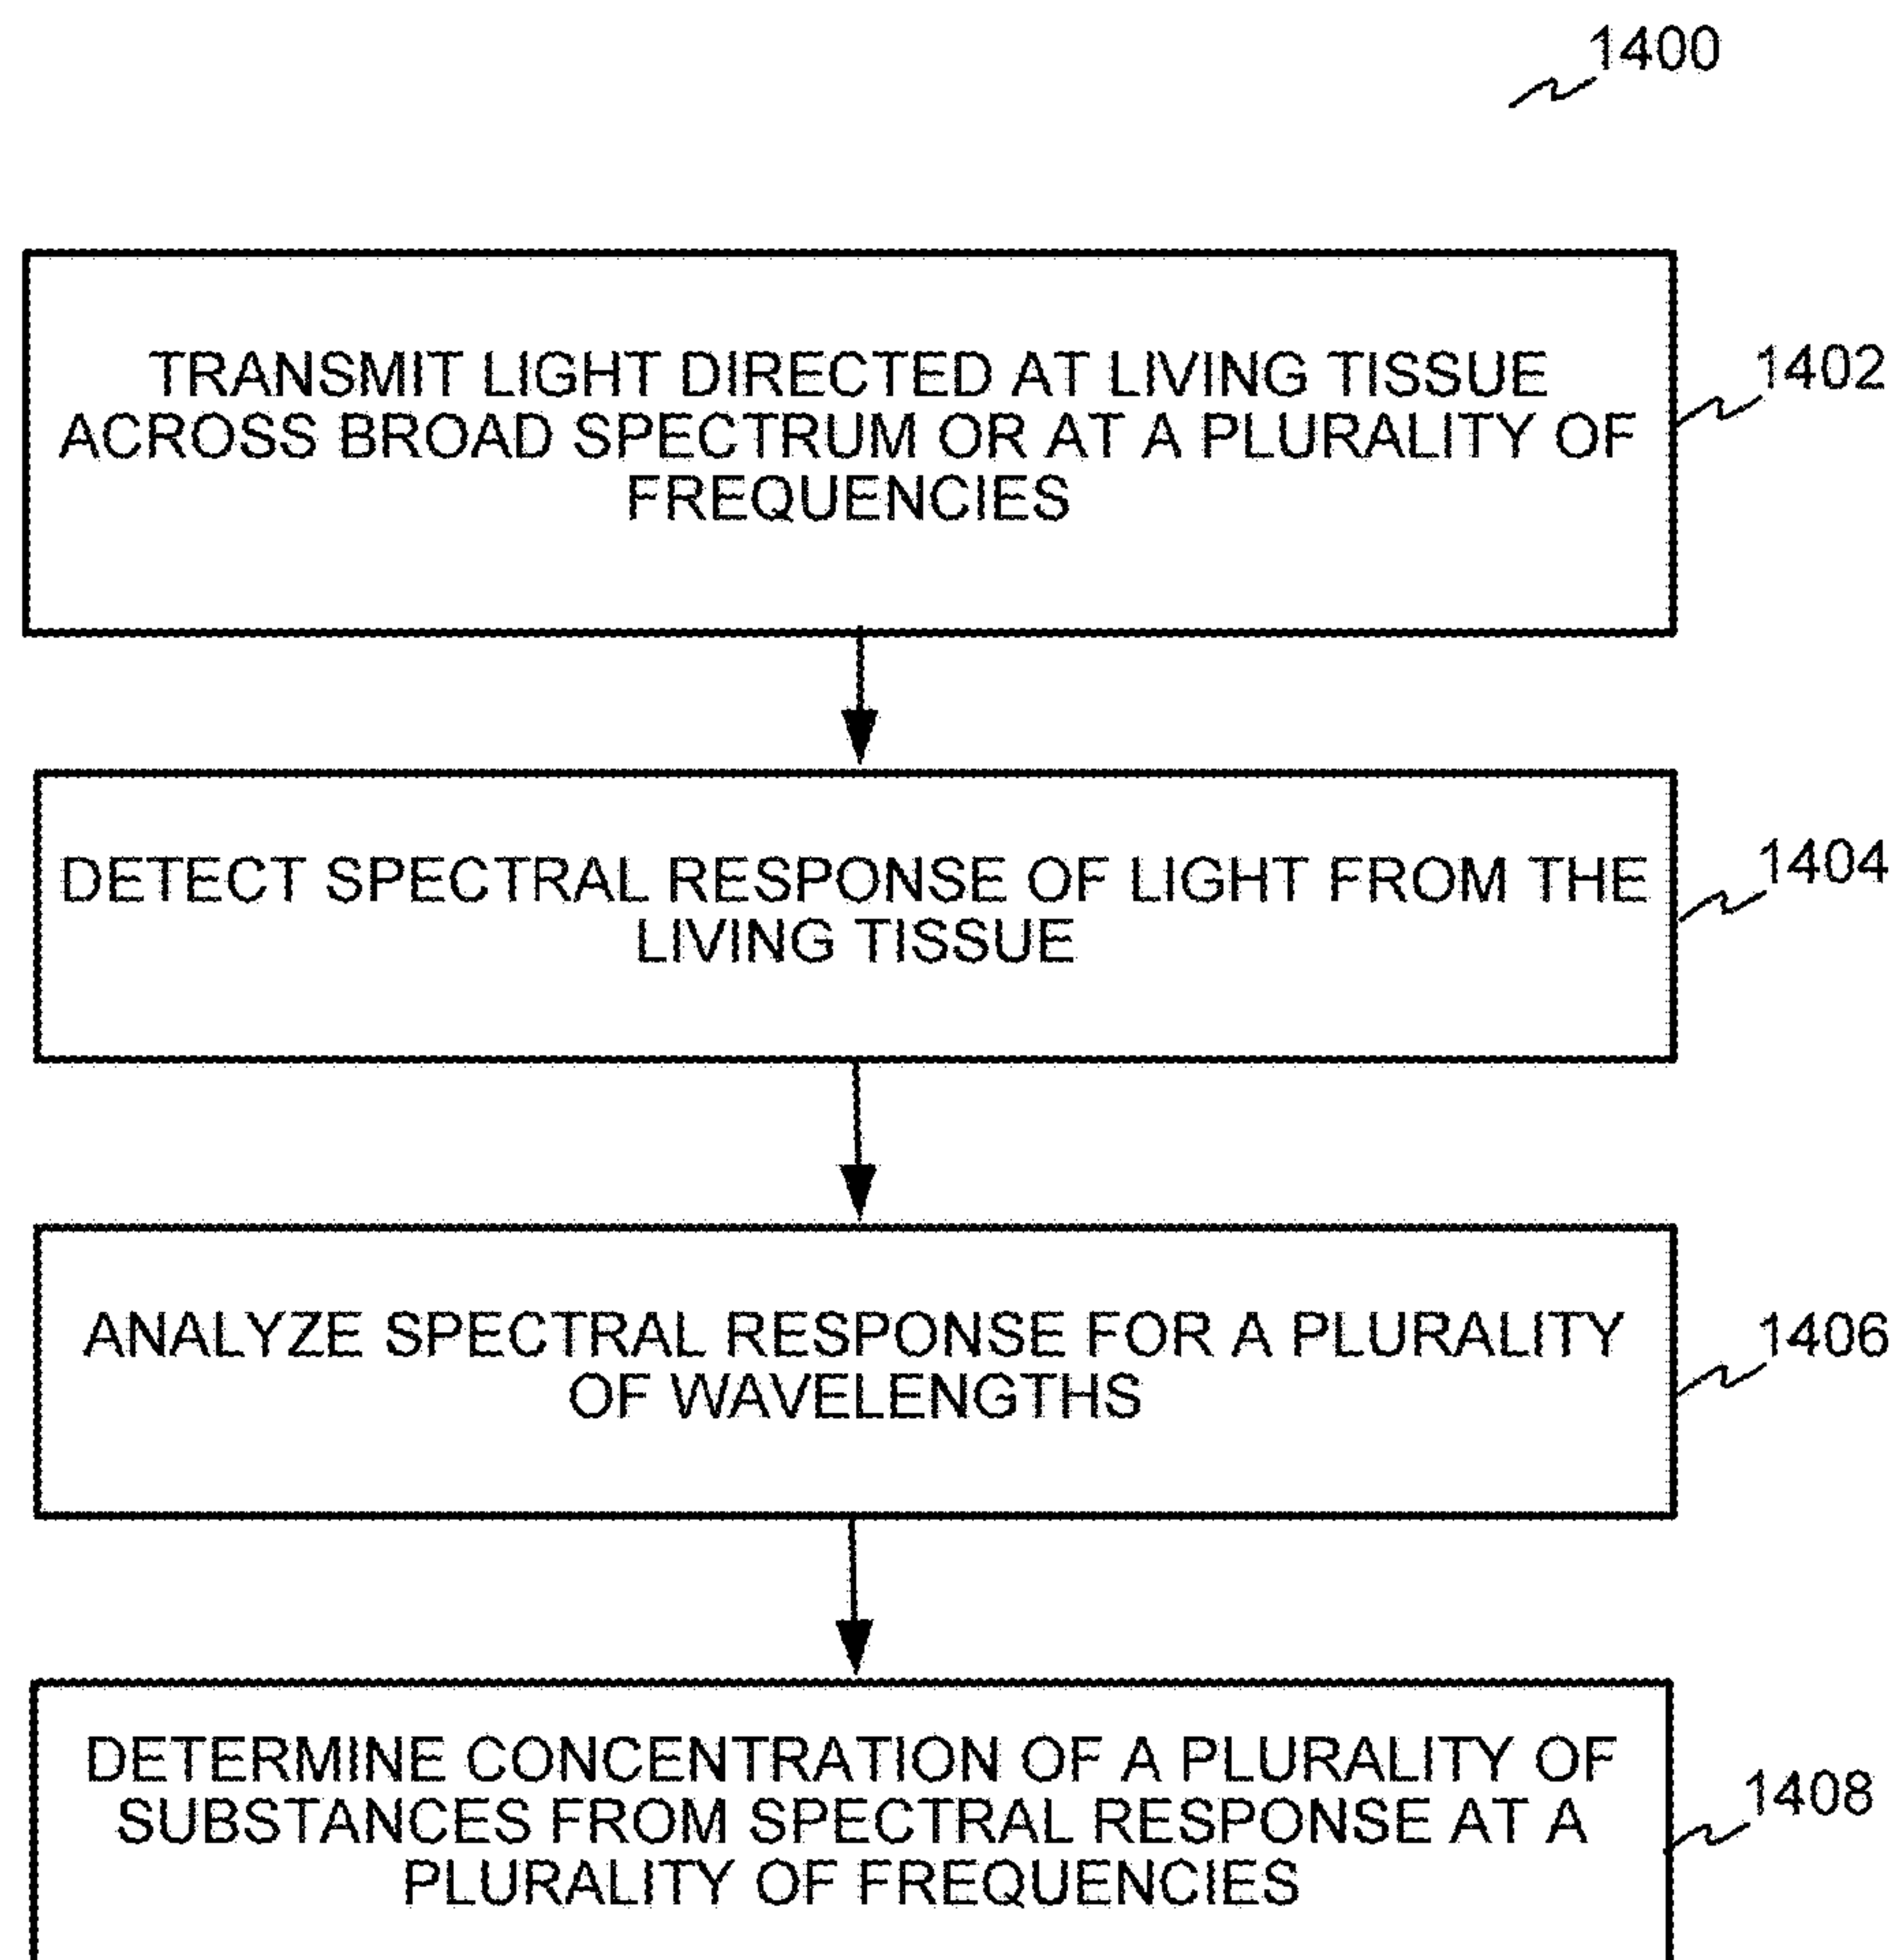 1400
TRANSMIT LIGHT DIRECTED AT LIVING TISSUE
ACROSS BROAD SPECTRUM OR AT A PLURALITY OF
FREQUENCIES
1402
DETECT SPECTRAL RESPONSE OF LIGHT FROM THE
LIVING TISSUE
1404
ANALYZE SPECTRAL RESPONSE FOR A PLURALITY
OF WAVELENGTHS
1406
DETERMINE CONCENTRATION OF A PLURALITY OF
SUBSTANCES FROM SPECTRAL RESPONSE AT A
PLURALITY OF FREQUENCIES
1408